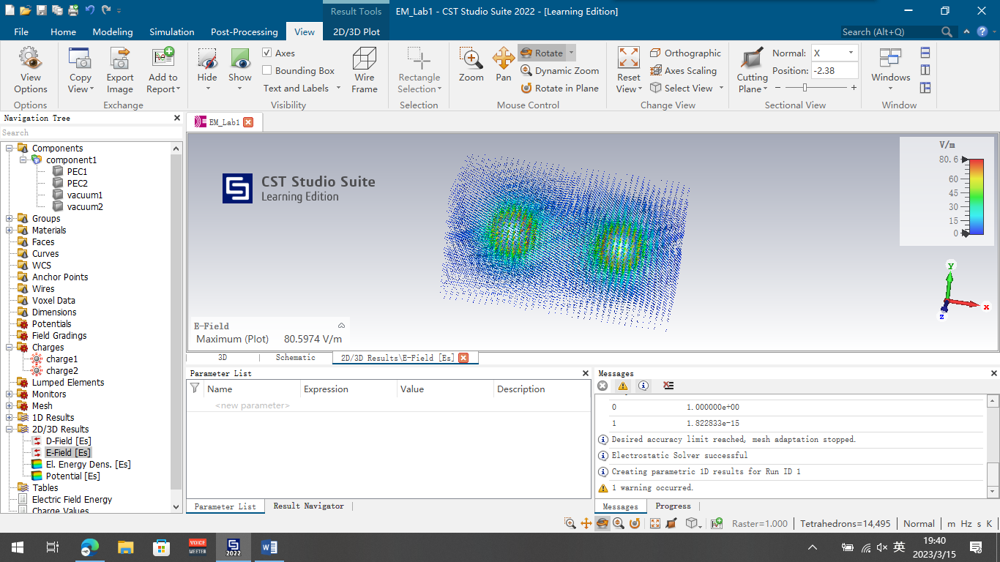 Result Tools
EM_Lab1 - CST Studio Suite 2022 - [Learning Edition]
File Home Modeling Simulation Post-Processing View 2D/3D Plot
Search (Alt+Q)
View Options
Copy View
Export Image
Add to Report
Hide
Show
Axes
Bounding Box
Text and Labels
Wire Frame
Rectangle Selection
Zoom
Pan
Rotate
Dynamic Zoom
Rotate in Plane
Reset View
Orthographic
Axes Scaling
Select View
Cutting Plane
Normal: X
Position: -2.38
Windows
Options Exchange Visibility Selection Mouse Control Change View Sectional View Window
Navigation Tree
Search
Components
component1
PEC1
PEC2
vacuum1
vacuum2
Groups
Materials
Faces
Curves
WCS
Anchor Points
Wires
Voxel Data
Dimensions
Potentials
Field Gradings
Charges
charge1
charge2
Lumped Elements
Monitors
Mesh
1D Results
2D/3D Results
D-Field [Es]
E-Field [Es]
El. Energy Dens. [Es]
Potential [Es]
Tables
Electric Field Energy
Charge Values
EM_Lab1
CST Studio Suite
Learning Edition
V/m
80.6
60
45
30
15
0
y
x
z
E-Field
Maximum (Plot) 80.5974 V/m
3D Schematic 2D/3D Results\E-Field [Es]
Parameter List
Name Expression Value Description
<new parameter>
Parameter List Result Navigator
Messages
0 1.000000e+00
1 1.822833e-15
Desired accuracy limit reached, mesh adaptation stopped.
Electrostatic Solver successful
Creating parametric 1D results for Run ID 1
1 warning occurred.
Messages Progress
Raster=1.000 Tetrahedrons=14,495 Normal m Hz s K
VOICE
MEETER
2022
W
英
19:40
2023/3/15